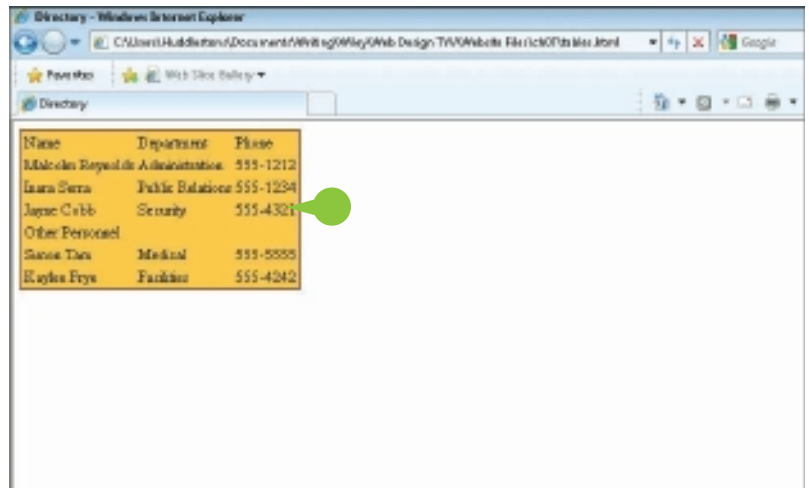 Directory - Windows Internet Explorer
Google
Favorites Web Slice Gallery
Directory
Name Department Phone
Malcolm Reynolds Administration 555-1212
Inara Serra Public Relations 555-1234
Jayne Cobb Security 555-4321
Other Personnel
Simon Tam Medical 555-5555
Kaylee Frye Facilities 555-4242